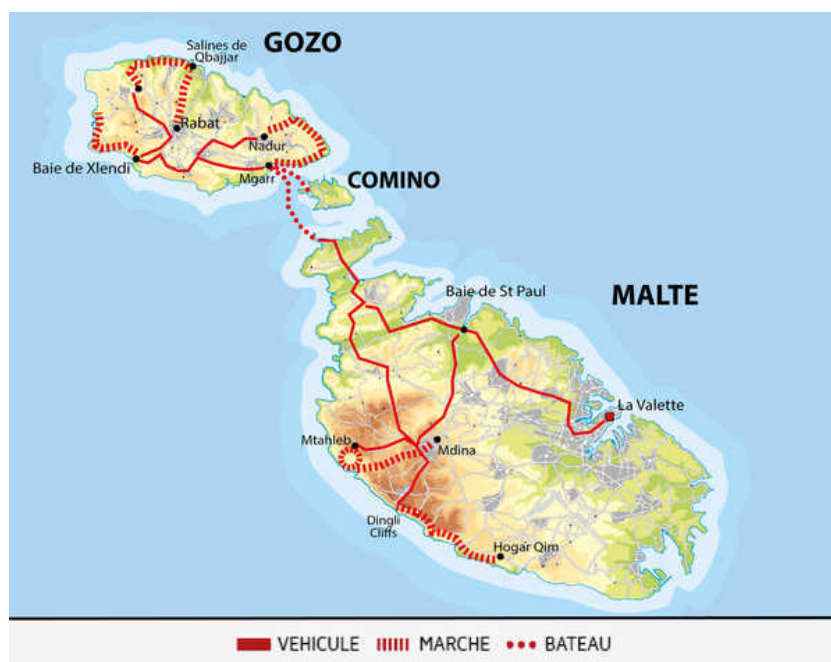 GOZO
Salines de
Qbajjar
Rabat
Nadur
Baie de Xlendi
Mgarr
COMINO
MALTE
Baie de St Paul
La Valette
Mtahleb
Mdina
Dingli
Cliffs
Hogar Qim
VEHICULE MARCHE BATEAU